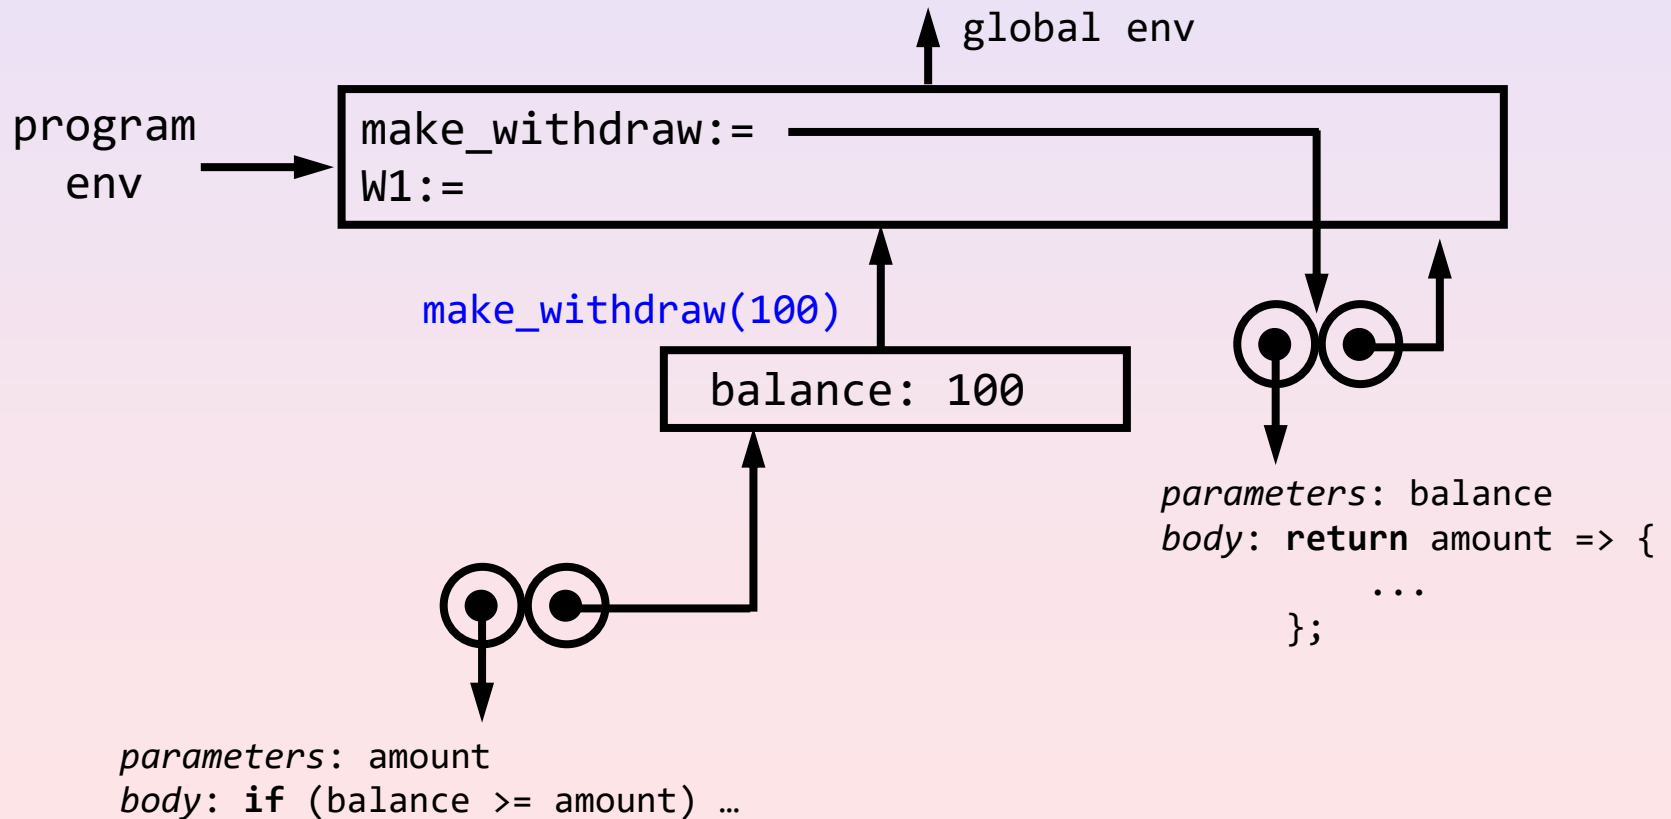 global env
program
env
make_withdraw:=
W1:=
make_withdraw(100)
balance: 100
parameters: balance
body: return amount => {
...
};
parameters: amount
body: if (balance >= amount) …